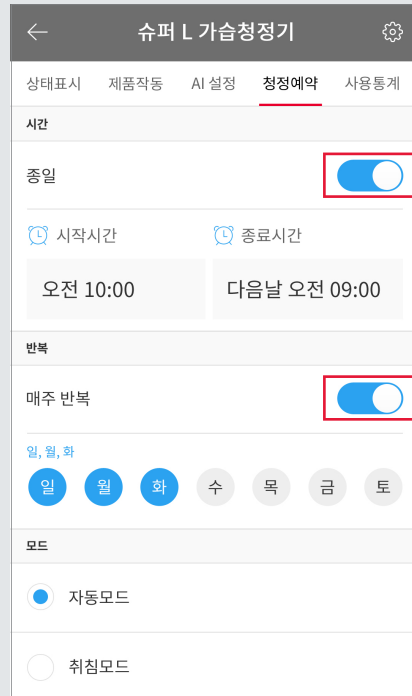 슈퍼 L 가습청정기
상태표시 제품작동 AI 설정 청정예약 사용통계
시간
종일
시작시간 종료시간
오전 10:00 다음날 오전 09:00
반복
매주 반복
일, 월, 화
일 월 화 수 목 금 토
모드
자동모드
취침모드